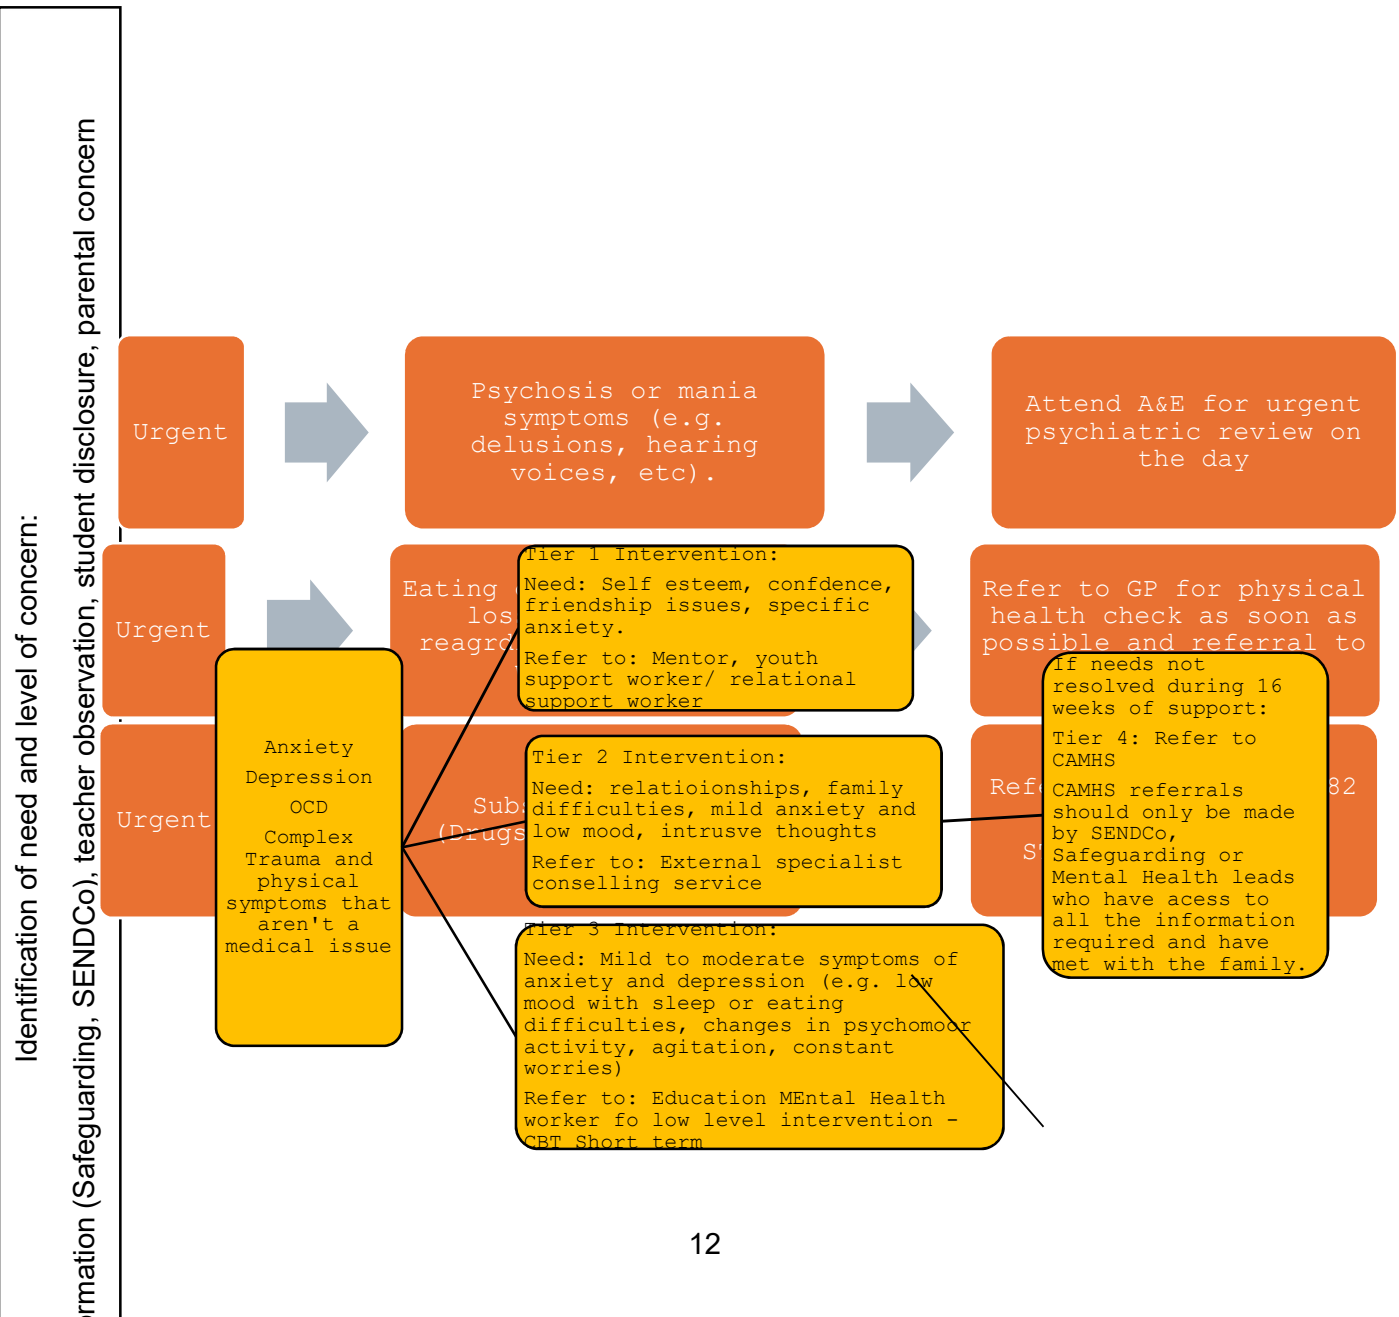 Identification of need and level of concern:
ormation (Safeguarding, SENDCo), teacher observation, student disclosure, parental concern
Urgent
Psychosis or mania
symptoms (e.g.
delusions, hearing
voices, etc).
Attend A&E for urgent
psychiatric review on
the day
Urgent
Eating
los
reagrd
Refer to GP for physical
health check as soon as
possible and referral to
Urgent
Sub
(Drugs
Ref
82
S
Anxiety
Depression
OCD
Complex
Trauma and
physical
symptoms that
aren't a
medical issue
Tier 1 Intervention:
Need: Self esteem, confdence,
friendship issues, specific
anxiety.
Refer to: Mentor, youth
support worker/ relational
support worker
Tier 2 Intervention:
Need: relatioionships, family
difficulties, mild anxiety and
low mood, intrusve thoughts
Refer to: External specialist
conselling service
Tier 3 Intervention:
Need: Mild to moderate symptoms of
anxiety and depression (e.g. low
mood with sleep or eating
difficulties, changes in psychomoor
activity, agitation, constant
worries)
Refer to: Education MEntal Health
worker fo low level intervention -
CBT Short term
If needs not
resolved during 16
weeks of support:
Tier 4: Refer to
CAMHS
CAMHS referrals
should only be made
by SENDCo,
Safeguarding or
Mental Health leads
who have acess to
all the information
required and have
met with the family.
12